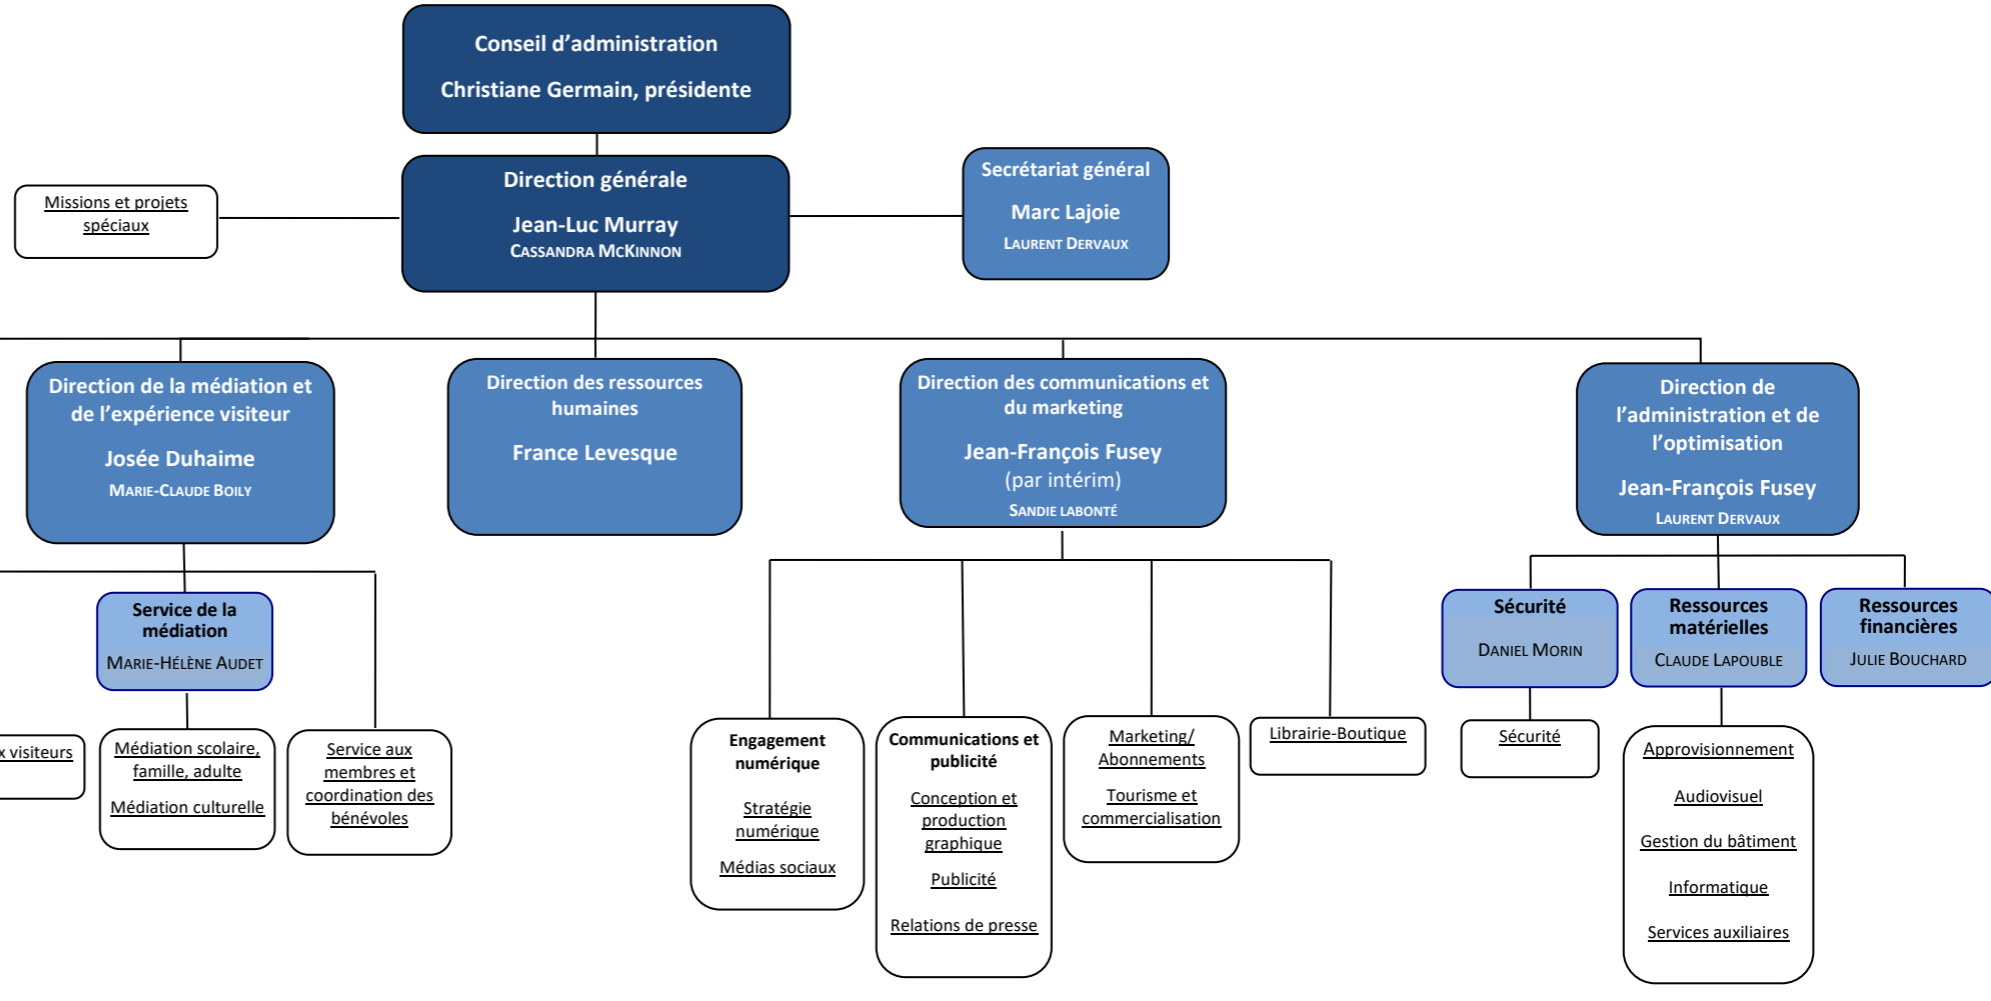 Conseil d’administration
Christiane Germain, présidente
Missions et projets
spéciaux
Direction générale
Jean-Luc Murray
CASSANDRA MCKINNON
Secrétariat général
Marc Lajoie
LAURENT DERVAUX
Direction de la médiation et
de l’expérience visiteur
Josée Duhaime
MARIE-CLAUDE BOILY
Direction des ressources
humaines
France Levesque
Direction des communications et
du marketing
Jean-François Fusey
(par intérim)
SANDIE LABONTÉ
Direction de
l’administration et de
l’optimisation
Jean-François Fusey
LAURENT DERVAUX
Service de la
médiation
MARIE-HÉLÈNE AUDET
Sécurité
DANIEL MORIN
Ressources
matérielles
CLAUDE LAPOUBLE
Ressources
financières
JULIE BOUCHARD
x visiteurs
Médiation scolaire,
famille, adulte
Médiation culturelle
Service aux
membres et
coordination des
bénévoles
Engagement
numérique
Stratégie
numérique
Médias sociaux
Communications et
publicité
Conception et
production
graphique
Publicité
Relations de presse
Marketing/
Abonnements
Tourisme et
commercialisation
Librairie-Boutique
Sécurité
Approvisionnement
Audiovisuel
Gestion du bâtiment
Informatique
Services auxiliaires